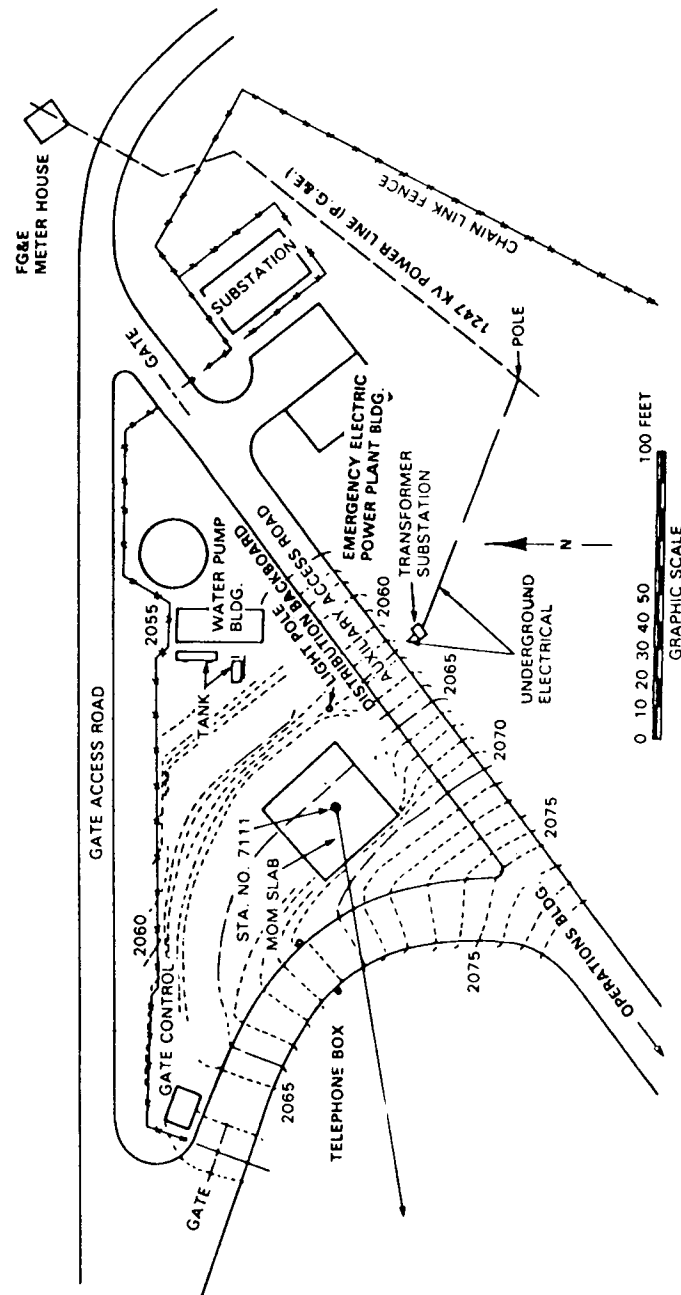 FG&E
METER HOUSE
GATE ACCESS ROAD
GATE
SUBSTATION
1247 KV POWER LINE (P.G.&E.)
CHAIN LINK FENCE
2055
WATER PUMP
BLDG.
TANK
LIGHT POLE
DISTRIBUTION BACKBOARD
AUXILIARY ACCESS ROAD
EMERGENCY ELECTRIC
POWER PLANT BLDG.
POLE
TRANSFORMER
SUBSTATION
UNDERGROUND
ELECTRICAL
2060
2065
2070
2075
2060
GATE CONTROL
STA. NO. 7111
MOM SLAB
2075
2065
GATE
TELEPHONE BOX
OPERATIONS BLDG
N
0 10 20 30 40 50
100 FEET
GRAPHIC SCALE